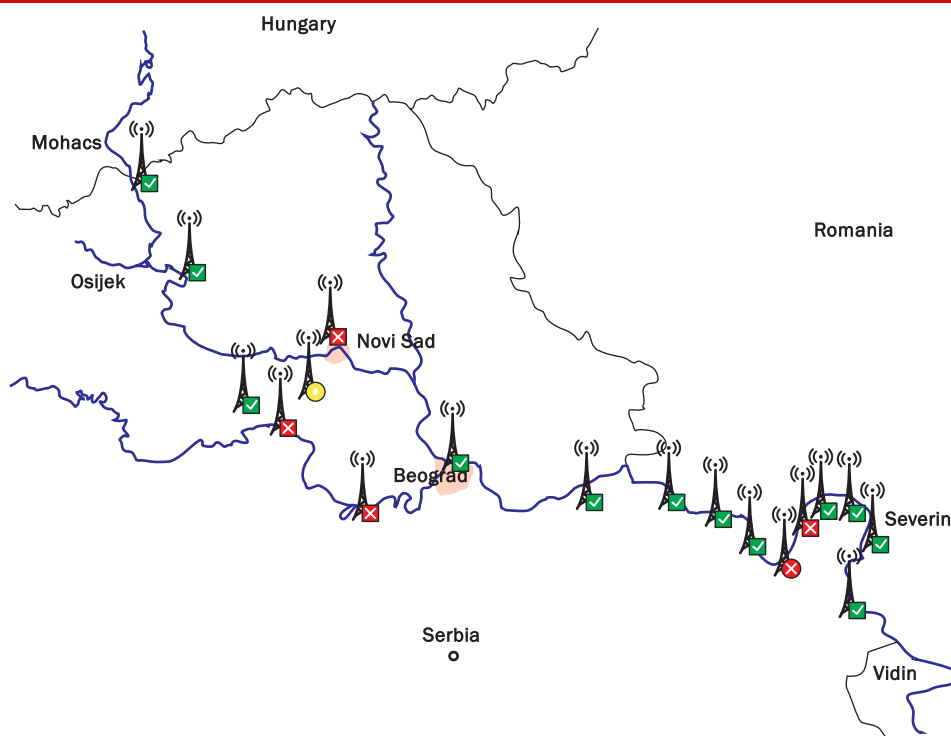 Hungary
Mohacs
Romania
Osijek
Novi Sad
Beograd
Severin
Serbia
Vidin